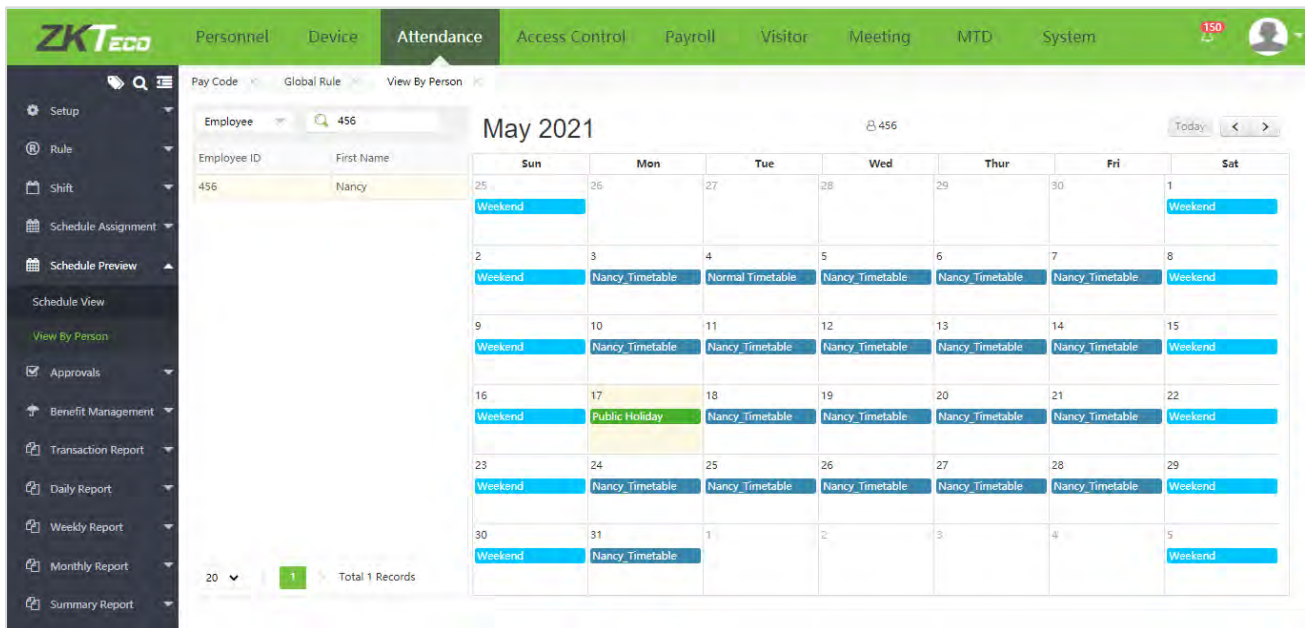 ZKTeco Personnel Device Attendance Access Control Payroll Visitor Meeting MTD System 150
Pay Code Global Rule View By Person
Setup
Rule
Shift
Schedule Assignment
Schedule Preview
Schedule View
View By Person
Approvals
Benefit Management
Transaction Report
Daily Report
Weekly Report
Monthly Report
Summary Report
Employee 456
Employee ID First Name
456 Nancy
20 1 Total 1 Records
May 2021 456 Today < >
Sun Mon Tue Wed Thur Fri Sat
25 26 27 28 29 30 1
Weekend Weekend
2 3 4 5 6 7 8
Weekend Nancy_Timetable Normal Timetable Nancy_Timetable Nancy_Timetable Nancy_Timetable Weekend
9 10 11 12 13 14 15
Weekend Nancy_Timetable Nancy_Timetable Nancy_Timetable Nancy_Timetable Nancy_Timetable Weekend
16 17 18 19 20 21 22
Weekend Public Holiday Nancy_Timetable Nancy_Timetable Nancy_Timetable Nancy_Timetable Weekend
23 24 25 26 27 28 29
Weekend Nancy_Timetable Nancy_Timetable Nancy_Timetable Nancy_Timetable Nancy_Timetable Weekend
30 31 1 2 3 4 5
Weekend Nancy_Timetable Weekend